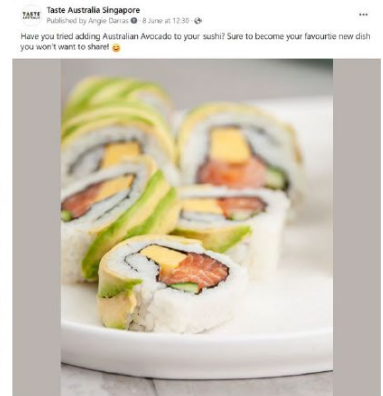 Taste Australia Singapore
TASTE
Published by Angie Darras · 8 June at 12:30 ·
Have you tried adding Australian Avocado to your sushi? Sure to become your favourtie new dish
you won't want to share! 😋